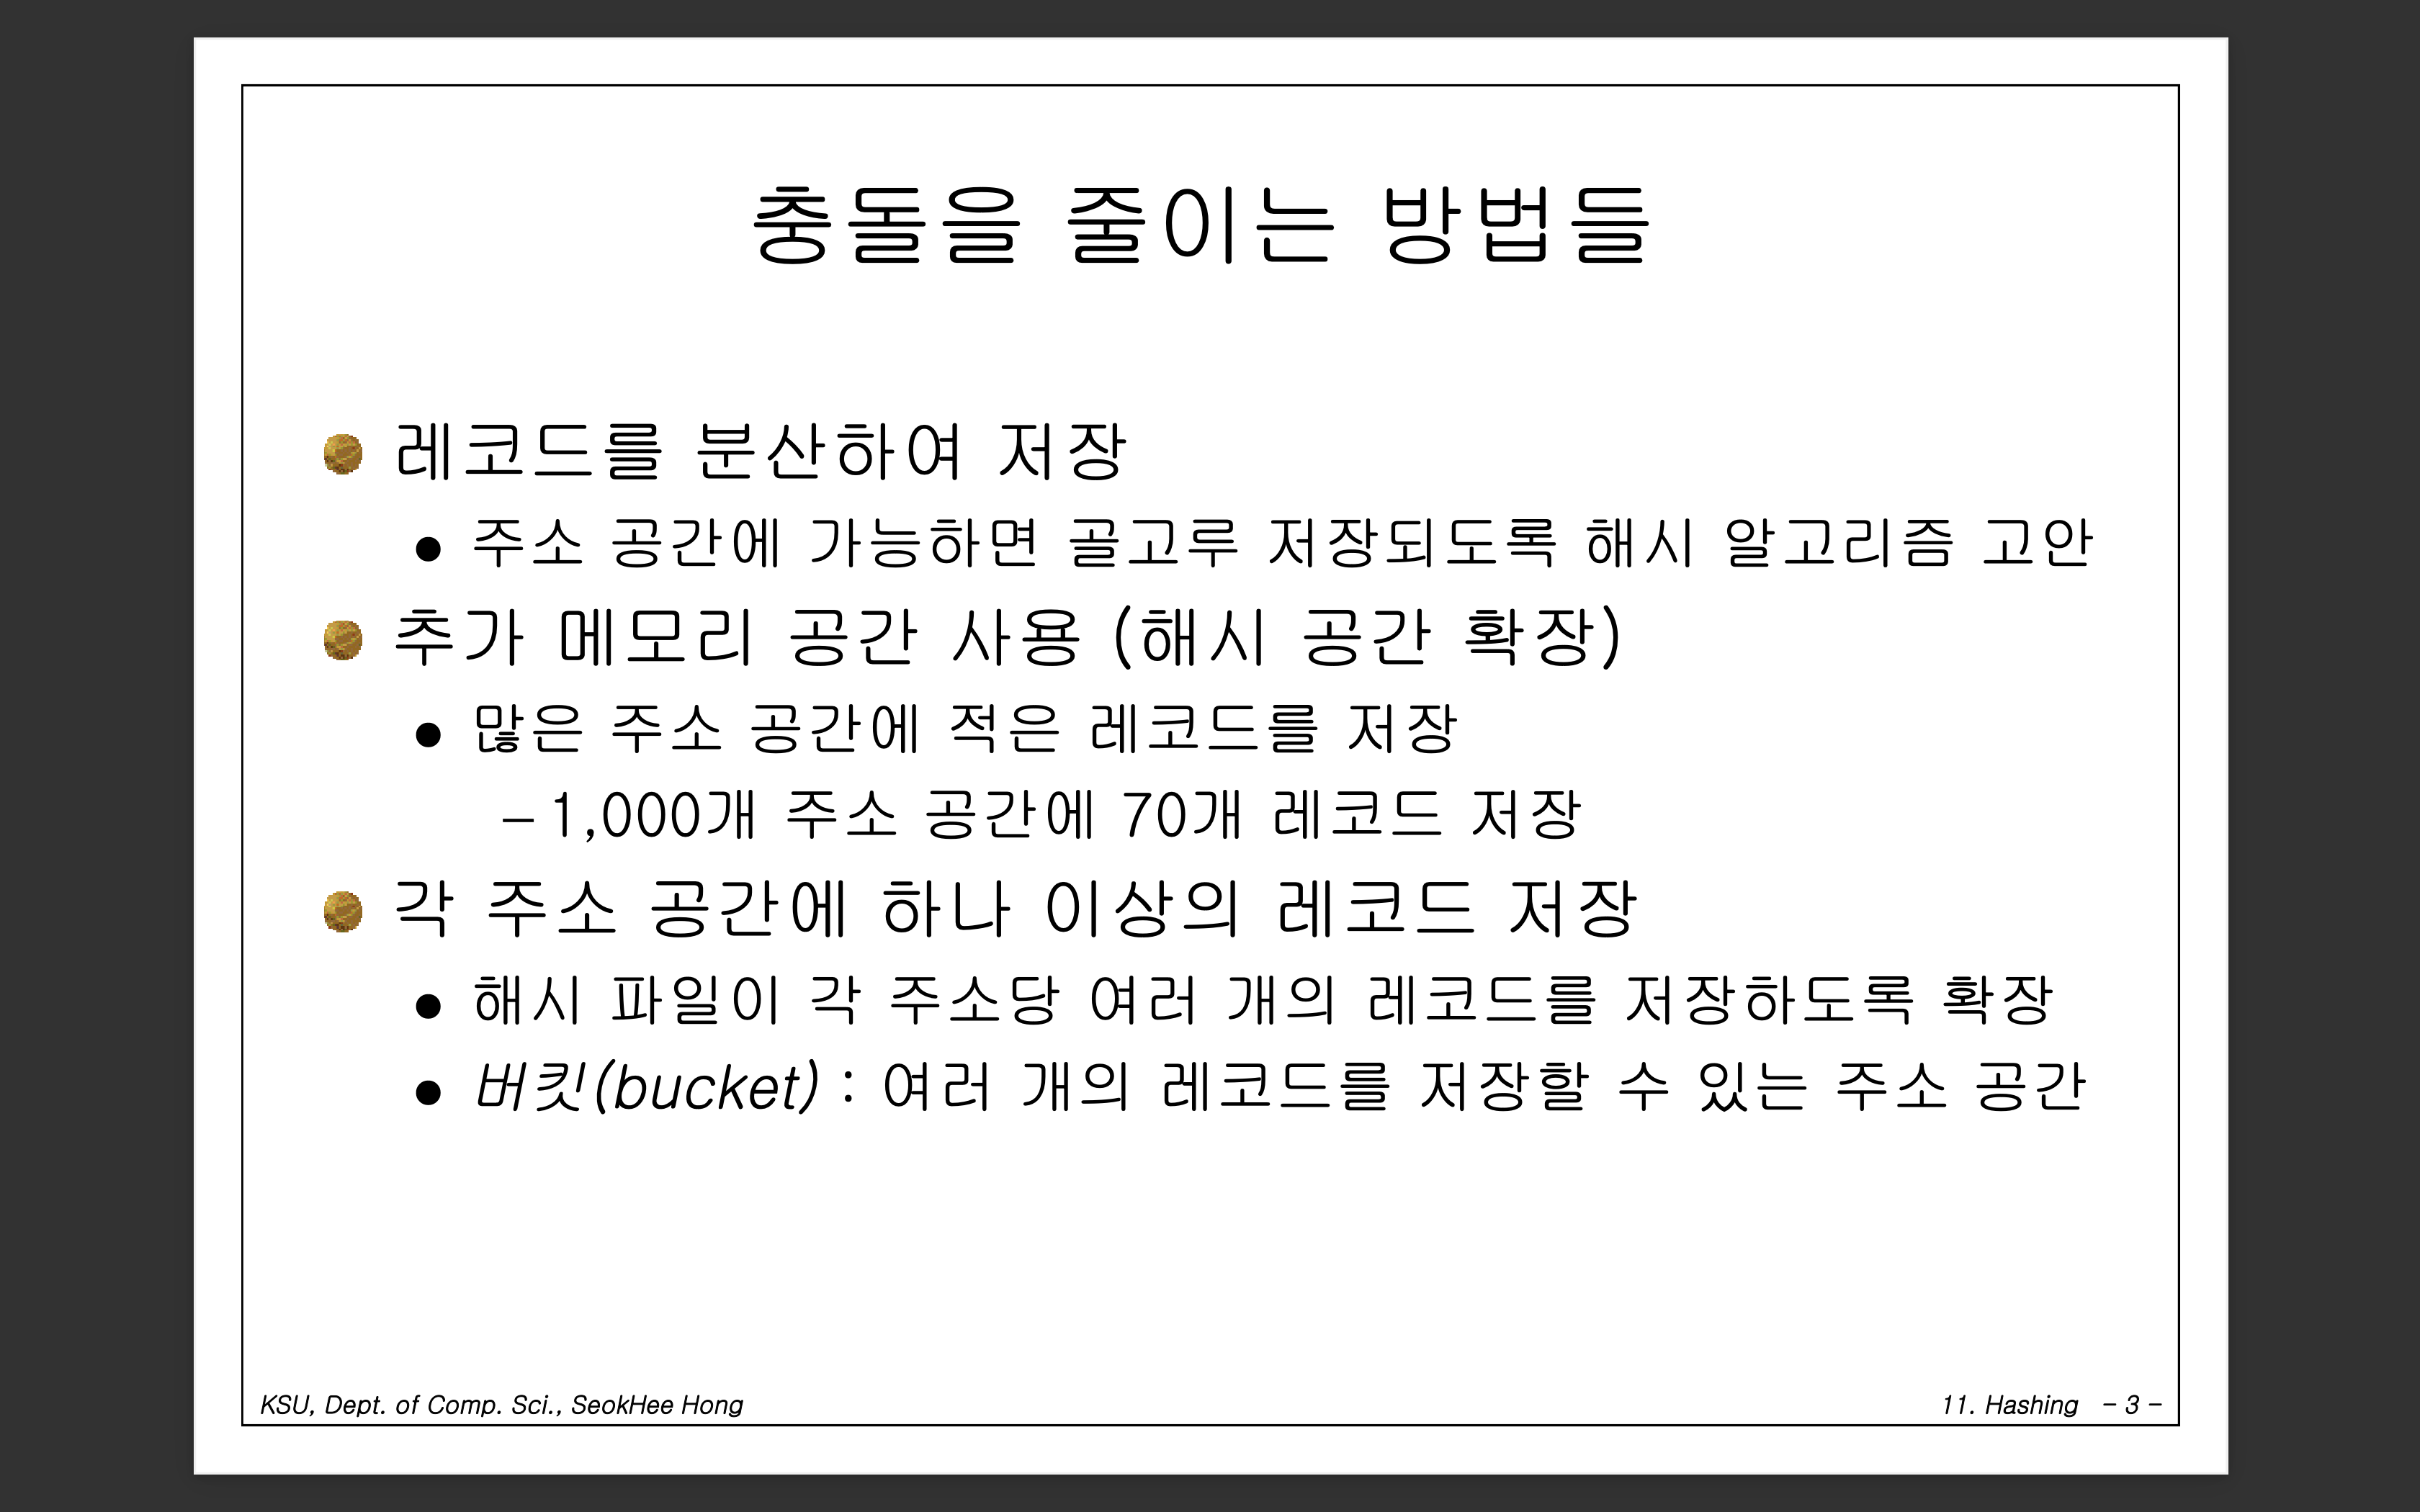 충돌을 줄이는 방법들
레코드를 분산하여 저장
● 주소 공간에 가능하면 골고루 저장되도록 해시 알고리즘 고안
추가 메모리 공간 사용 (해시 공간 확장)
● 많은 주소 공간에 적은 레코드를 저장
– 1,000개 주소 공간에 70개 레코드 저장
각 주소 공간에 하나 이상의 레코드 저장
● 해시 파일이 각 주소당 여러 개의 레코드를 저장하도록 확장
● 버킷(bucket) : 여러 개의 레코드를 저장할 수 있는 주소 공간
KSU, Dept. of Comp. Sci., SeokHee Hong
11. Hashing – 3 –